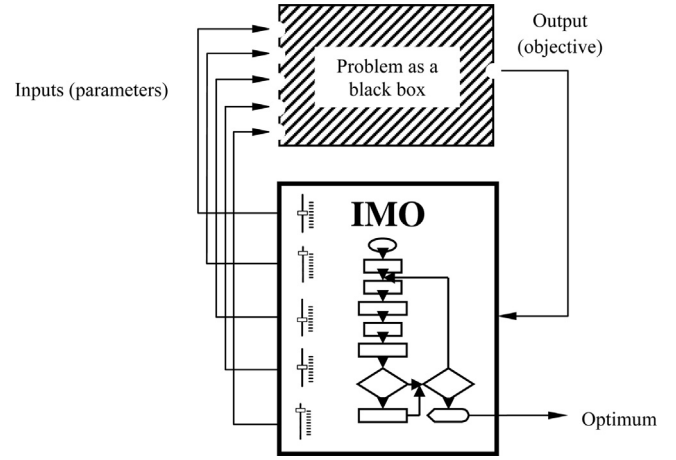 Output
(objective)
Inputs (parameters)
Problem as a
black box
IMO
Optimum